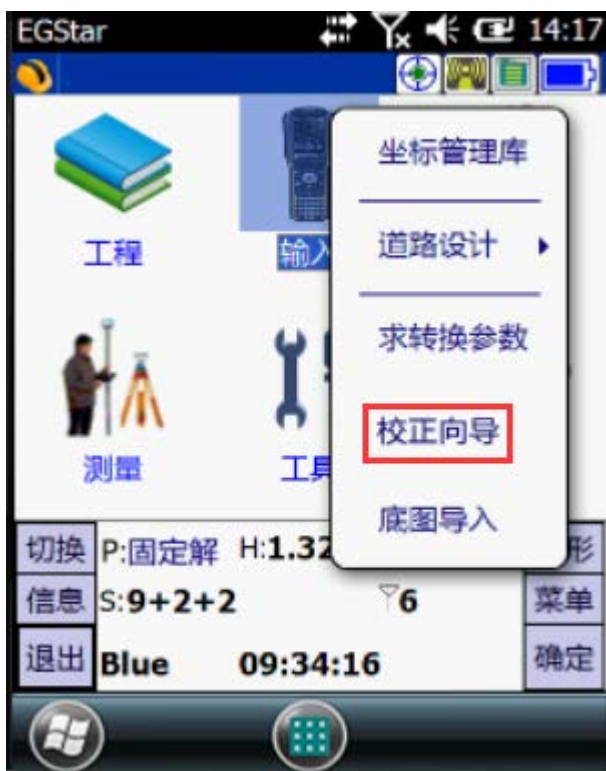 EGStar 14:17
工程
输入
坐标管理库
道路设计
求转换参数
校正向导
底图导入
测量
工具
切换 P:固定解 H:1.32 形
信息 S:9+2+2 6 菜单
退出 Blue 09:34:16 确定